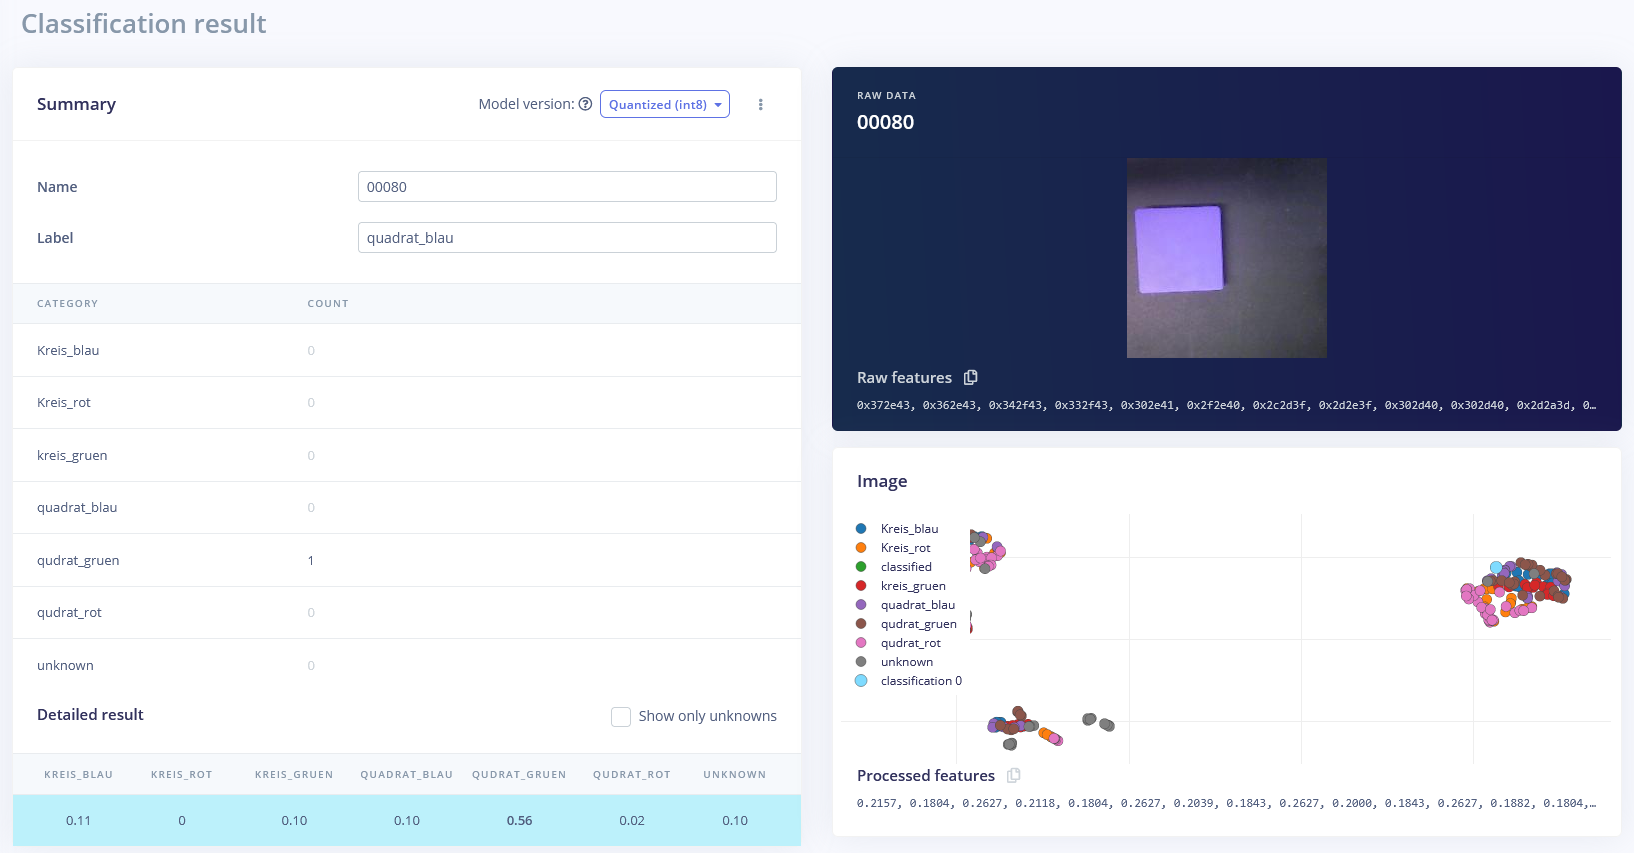 Classification result
Summary
Model version:
Quantized (int8)
Name
00080
Label
quadrat_blau
CATEGORY COUNT
Kreis_blau 0
Kreis_rot 0
kreis_gruen 0
quadrat_blau 0
qudrat_gruen 1
qudrat_rot 0
unknown 0
Detailed result
Show only unknowns
KREIS_BLAU KREIS_ROT KREIS_GRUEN QUADRAT_BLAU QUDRAT_GRUEN QUDRAT_ROT UNKNOWN
0.11 0 0.10 0.10 0.56 0.02 0.10
RAW DATA
00080
Raw features
0x372e43, 0x362e43, 0x342f43, 0x332f43, 0x302e41, 0x2f2e40, 0x2c2d3f, 0x2d2e3f, 0x302d40, 0x302d40, 0x2d2a3d, 0…
Image
Kreis_blau
Kreis_rot
classified
kreis_gruen
quadrat_blau
qudrat_gruen
qudrat_rot
unknown
classification 0
Processed features
0.2157, 0.1804, 0.2627, 0.2118, 0.1804, 0.2627, 0.2039, 0.1843, 0.2627, 0.2000, 0.1843, 0.2627, 0.1882, 0.1804,…